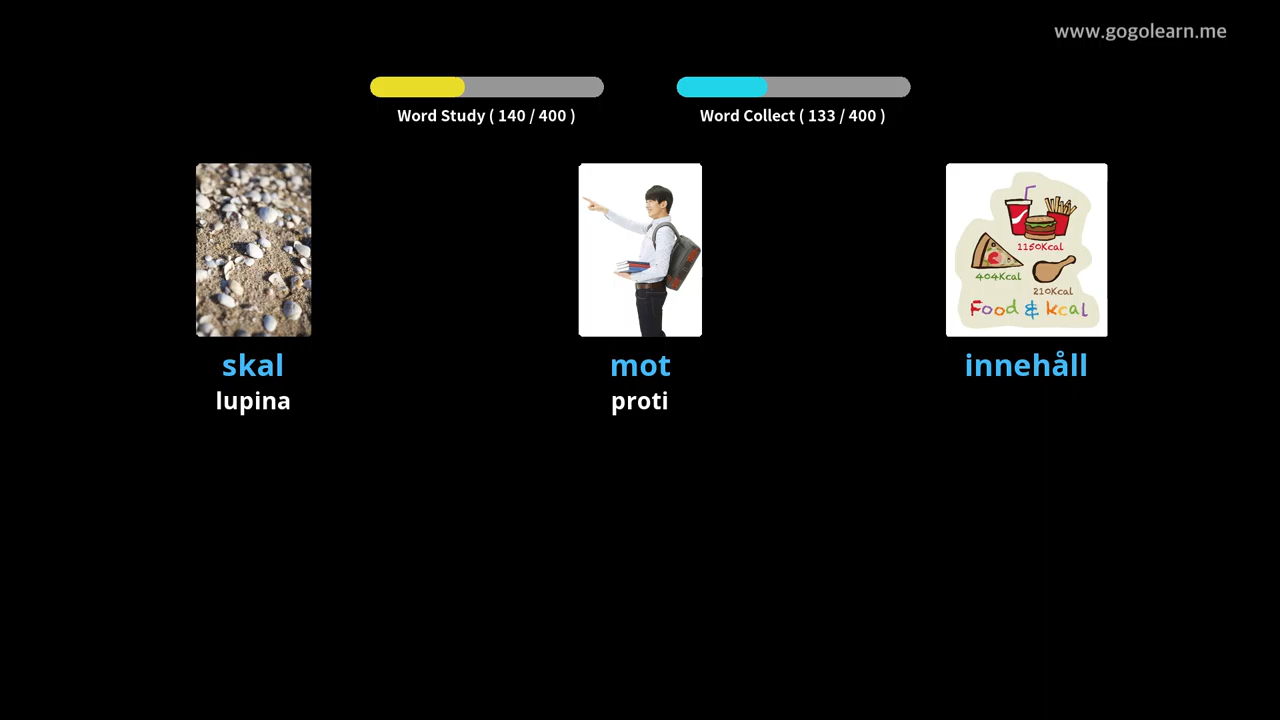 www.gogolearn.me
Word Study ( 140 / 400 )
Word Collect ( 133 / 400 )
skal
lupina
mot
proti
1150Kcal
404Kcal
210Kcal
Food & kcal
innehåll